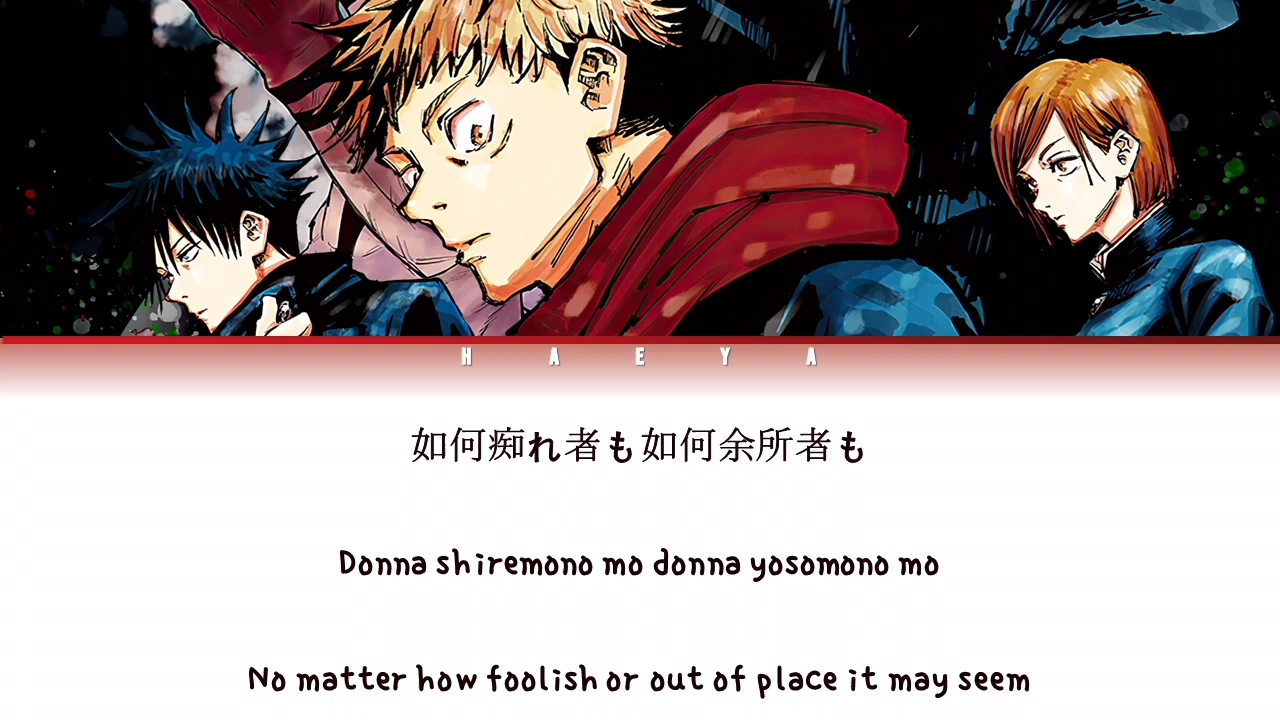 H A E Y A
如何痴れ者も如何余所者も
Donna shiremono mo donna yosomono mo
No matter how foolish or out of place it may seem